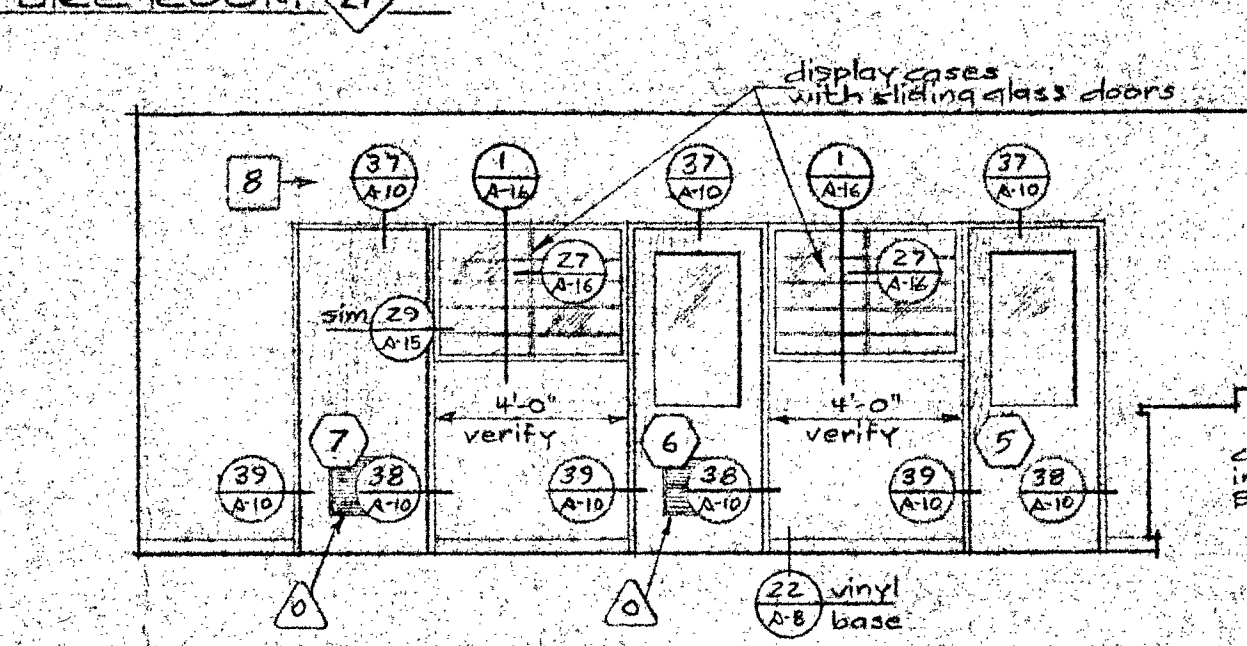 ROOM
27
display cases
with sliding glass doors
8
37
A-10
1
A-16
37
A-10
1
A-16
37
A-10
27
A-16
27
A-16
sim
29
A-15
4'-0"
verify
4'-0"
verify
7
6
5
39
A-10
38
A-10
39
A-10
38
A-10
39
A-10
38
A-10
0
0
22
A-8
vinyl
base